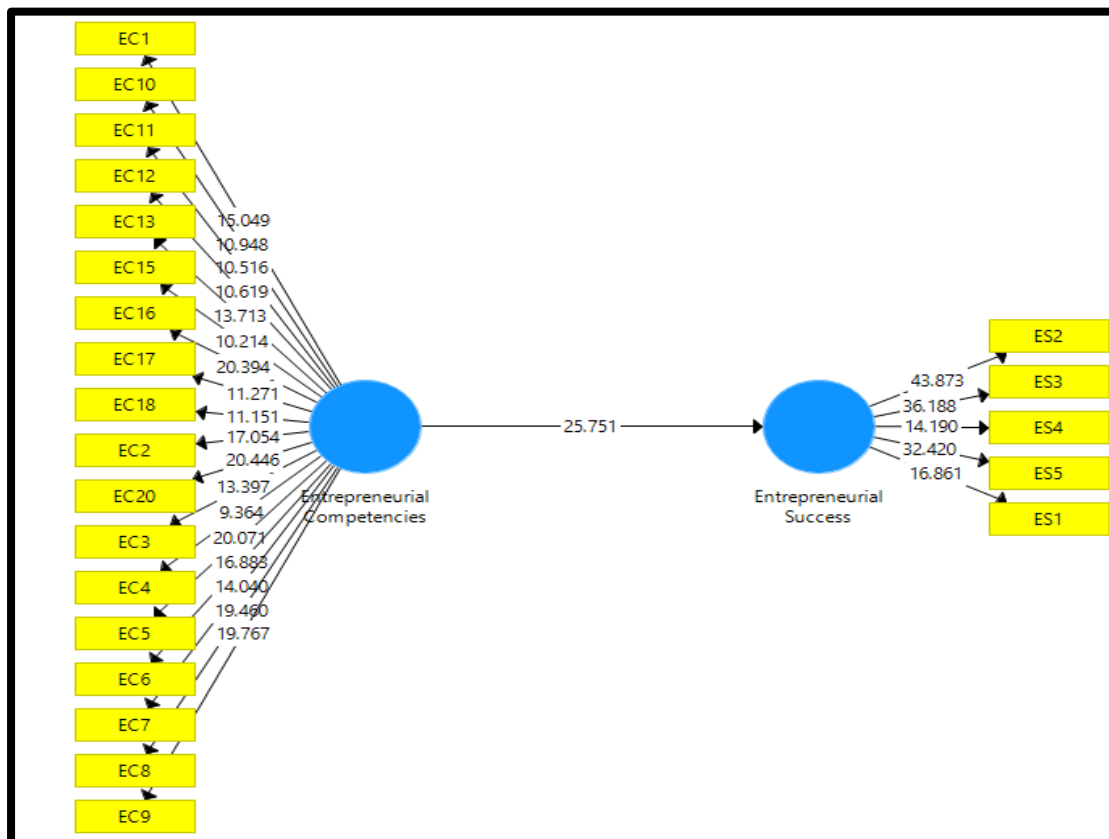 EC1
EC10
EC11
EC12
EC13
EC15
EC16
EC17
EC18
EC2
EC20
EC3
EC4
EC5
EC6
EC7
EC8
EC9
15.049
10.948
10.516
10.619
13.713
10.214
20.394
11.271
11.151
17.054
20.446
13.397
9.364
20.071
16.883
14.040
19.460
19.767
Entrepreneurial
Competencies
25.751
Entrepreneurial
Success
43.873
36.188
14.190
32.420
16.861
ES2
ES3
ES4
ES5
ES1